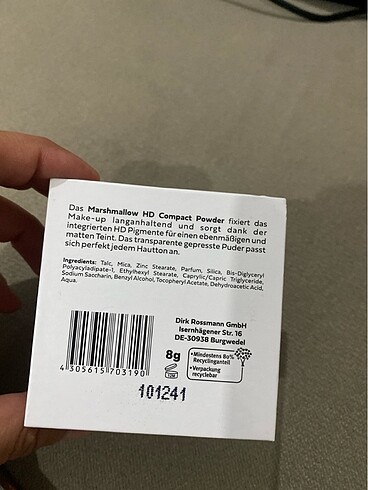 Das Marshmallow HD Compact Powder fixiert das
Make-up langanhaltend und sorgt dank der
integrierten HD Pigmente für einen ebenmäßigen und
matten Teint. Das transparente gepresste Puder passt
sich perfekt jedem Hautton an.
Ingredients: Talc, Mica, Zinc Stearate, Parfum, Silica, Bis-Diglyceryl
Polyacyladipate-1, Ethylhexyl Stearate, Caprylic/Capric Triglyceride,
Sodium Saccharin, Benzyl Alcohol, Tocopheryl Acetate, Dehydroacetic Acid,
Aqua.
Dirk Rossmann GmbH
Isernhägener Str. 16
DE-30938 Burgwedel
8g
•Mindestens 80%
Recyclinganteil
•Verpackung
recyclebar
12M
4 305615 703190
101241